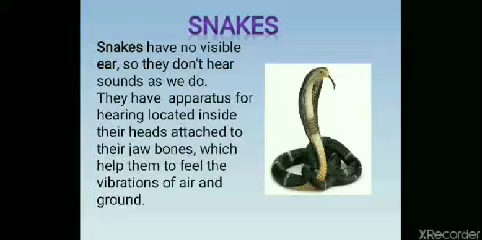 SNAKES
Snakes have no visible
ear, so they don't hear
sounds as we do.
They have apparatus for
hearing located inside
their heads attached to
their jaw bones, which
help them to feel the
vibrations of air and
ground.
XRecorder